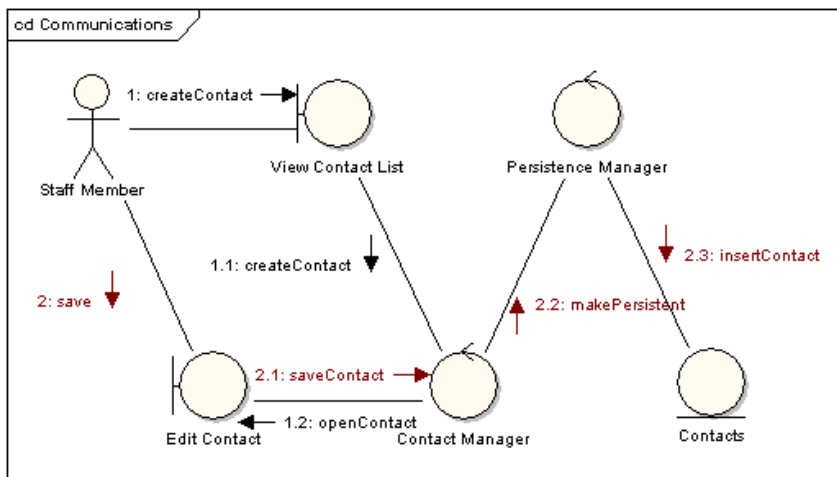 cd Communications
1: createContact
View Contact List
Persistence Manager
Staff Member
1.1: createContact
2.3: insertContact
2: save
2.2: makePersistent
2.1: saveContact
1.2: openContact
Edit Contact
Contact Manager
Contacts